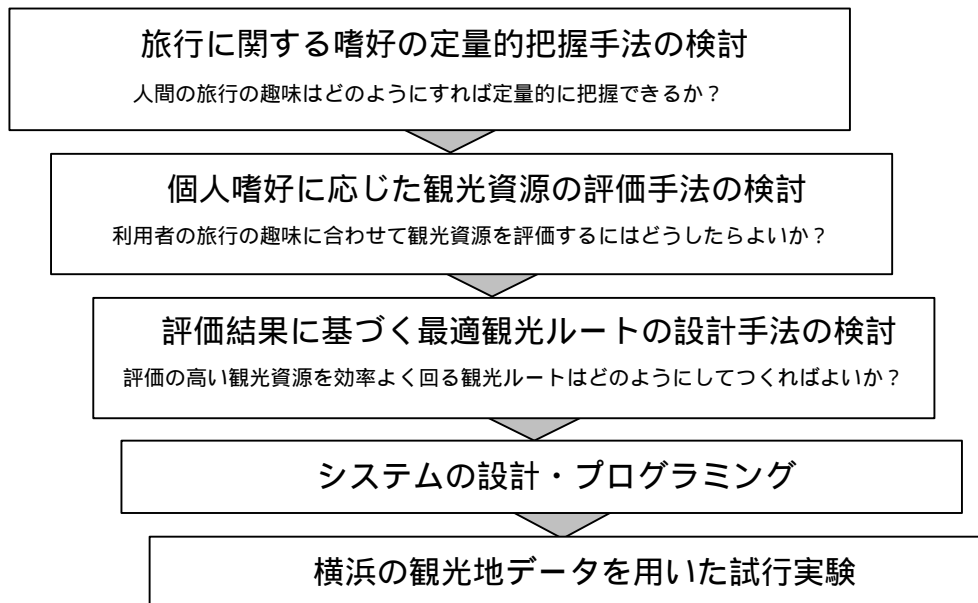 旅行に関する嗜好の定量的把握手法の検討
人間の旅行の趣味はどのようにすれば定量的に把握できるか？
個人嗜好に応じた観光資源の評価手法の検討
利用者の旅行の趣味に合わせて観光資源を評価するにはどうしたらよいか？
評価結果に基づく最適観光ルートの設計手法の検討
評価の高い観光資源を効率よく回る観光ルートはどのようにしてつくればよいか？
システムの設計・プログラミング
横浜の観光地データを用いた試行実験